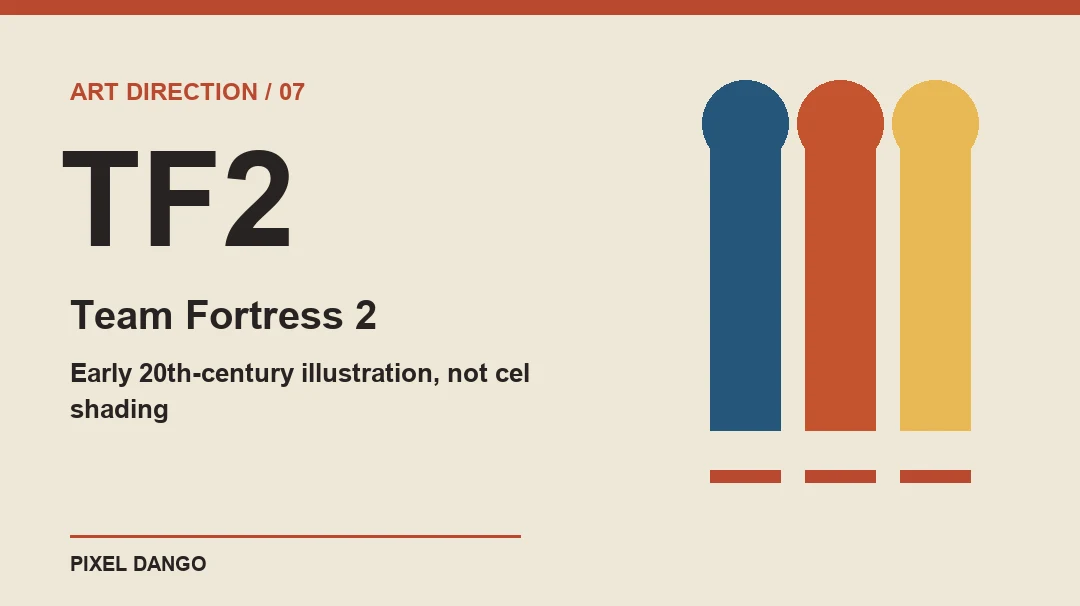 ART DIRECTION / 07
TF2
Team Fortress 2
Early 20th-century illustration, not cel
shading
PIXEL DANGO